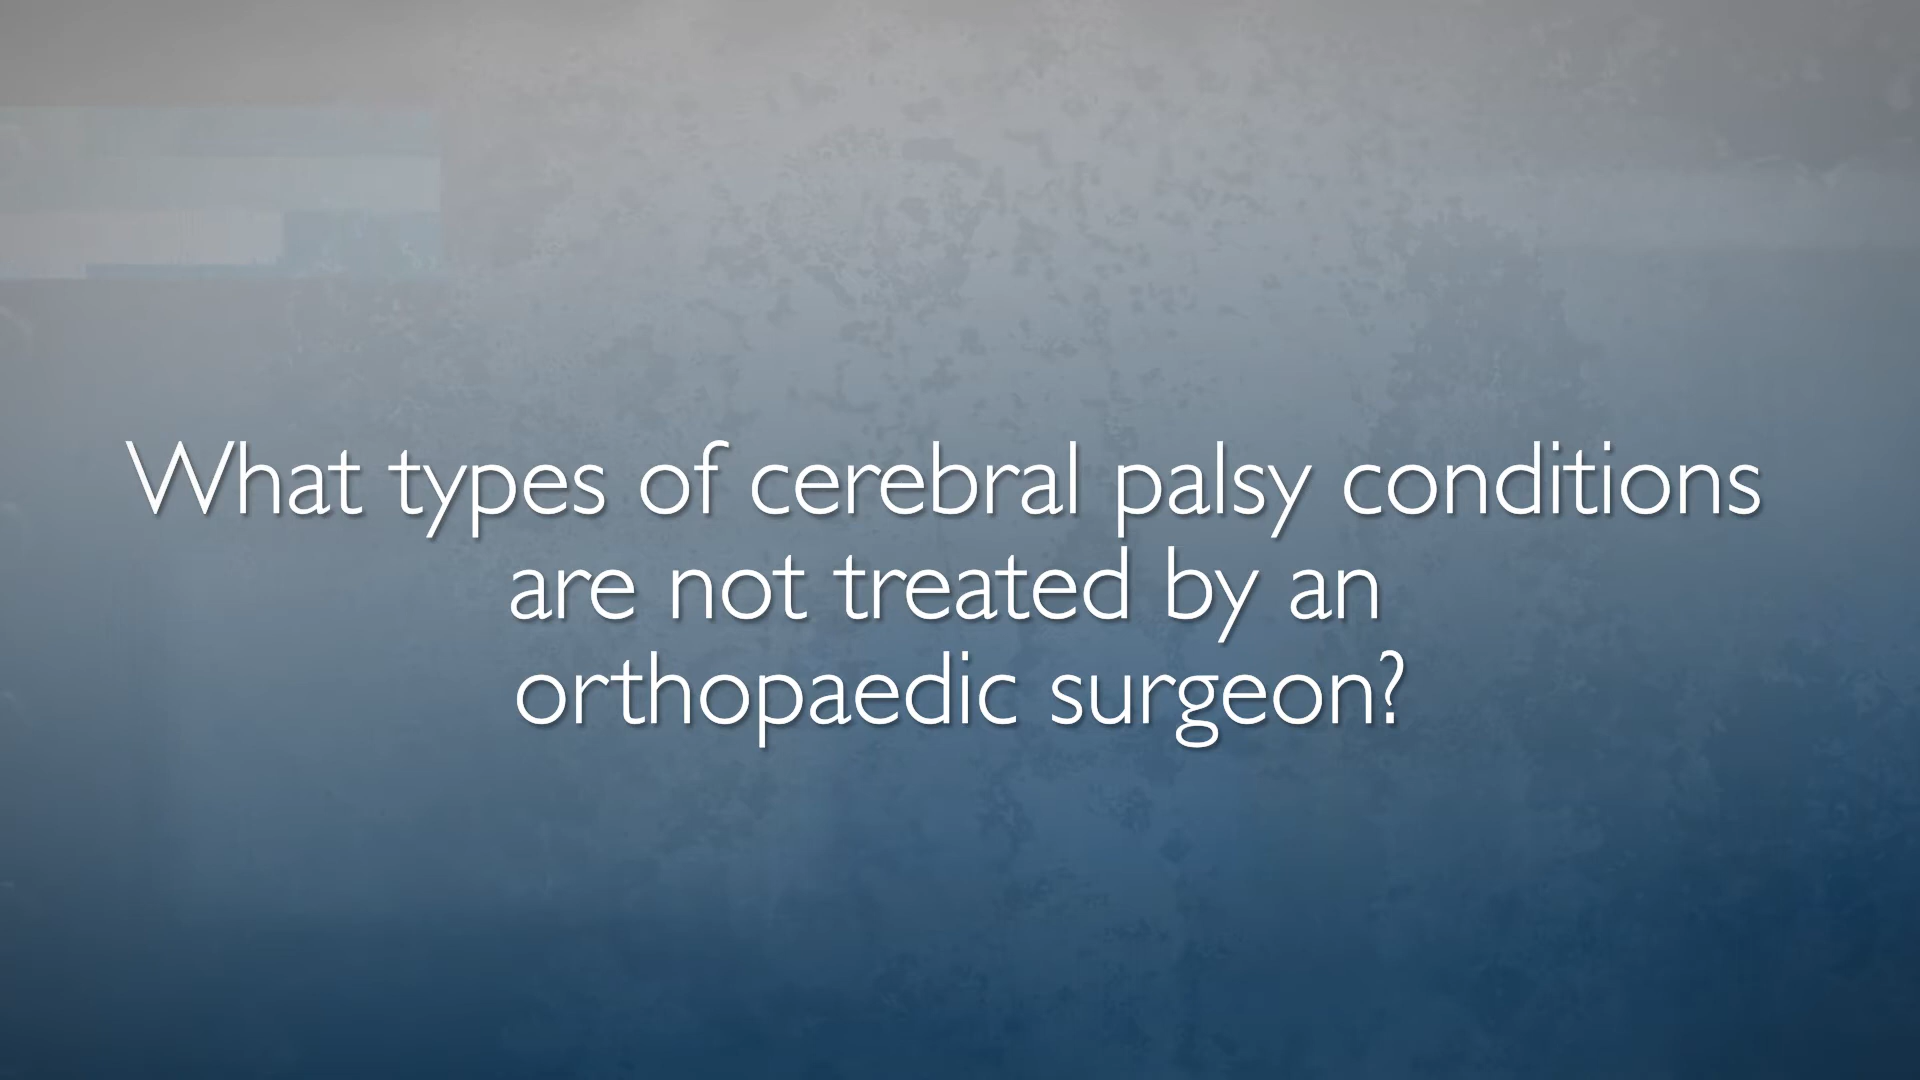 What types of cerebral palsy conditions
are not treated by an
orthopaedic surgeon?